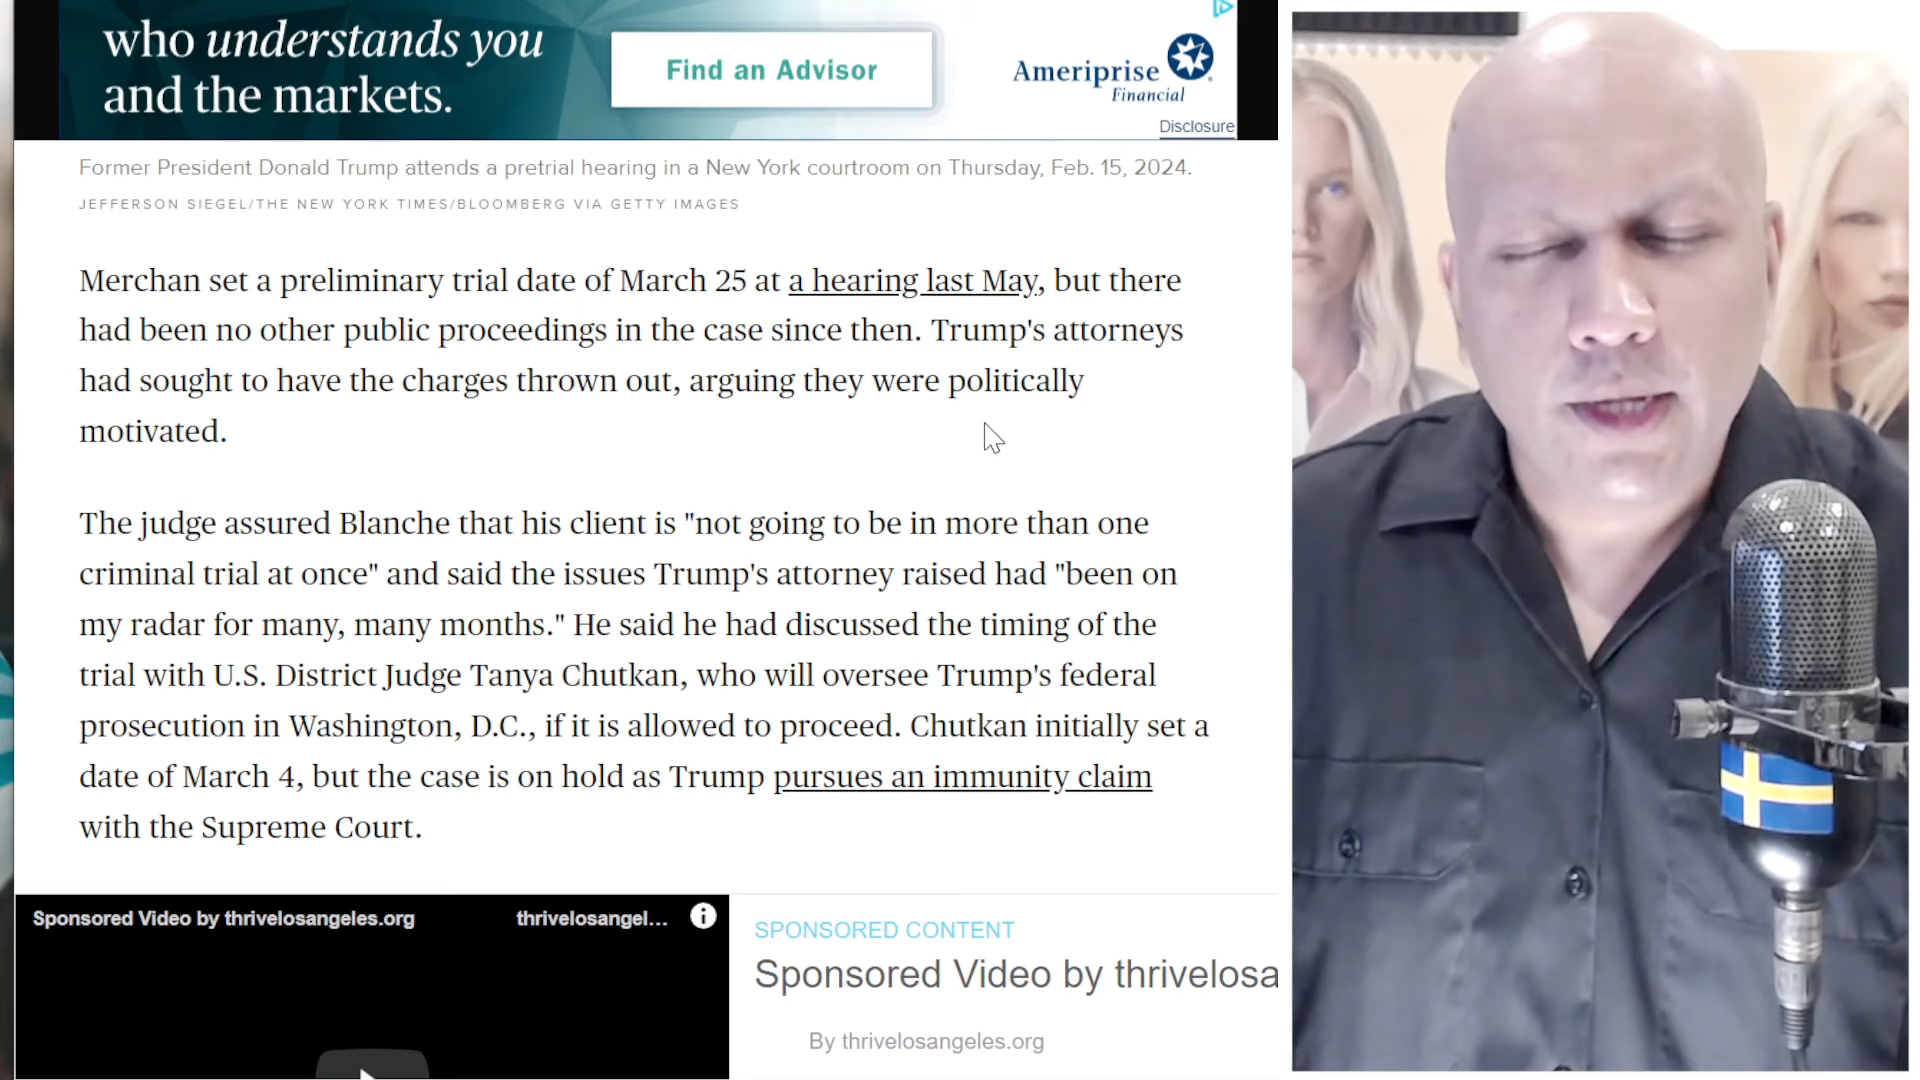 who understands you
and the markets.
Find an Advisor
Ameriprise
Financial
Disclosure
Former President Donald Trump attends a pretrial hearing in a New York courtroom on Thursday, Feb. 15, 2024.
JEFFERSON SIEGEL/THE NEW YORK TIMES/BLOOMBERG VIA GETTY IMAGES
Merchan set a preliminary trial date of March 25 at a hearing last May, but there
had been no other public proceedings in the case since then. Trump's attorneys
had sought to have the charges thrown out, arguing they were politically
motivated.
The judge assured Blanche that his client is "not going to be in more than one
criminal trial at once" and said the issues Trump's attorney raised had "been on
my radar for many, many months." He said he had discussed the timing of the
trial with U.S. District Judge Tanya Chutkan, who will oversee Trump's federal
prosecution in Washington, D.C., if it is allowed to proceed. Chutkan initially set a
date of March 4, but the case is on hold as Trump pursues an immunity claim
with the Supreme Court.
Sponsored Video by thrivelosangeles.org
thrivelosangel...
SPONSORED CONTENT
Sponsored Video by thrivelosa
By thrivelosangeles.org